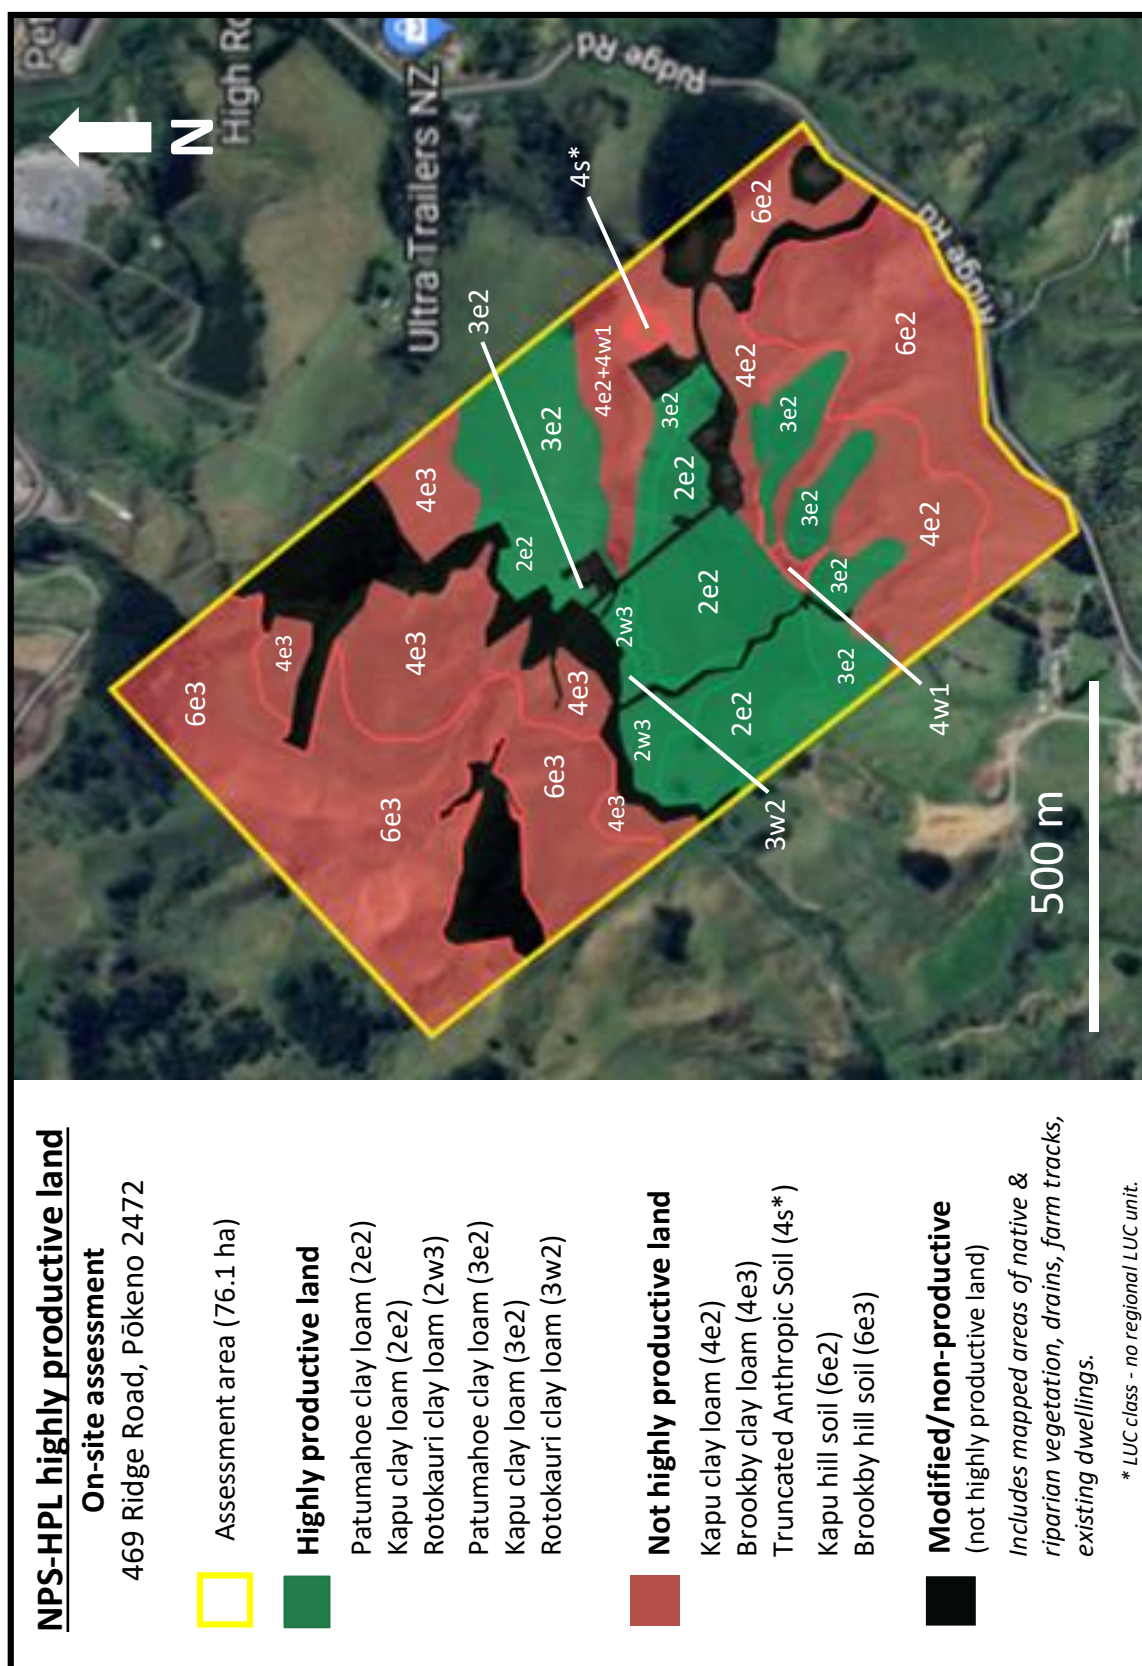 NPS-HPL highly productive land
On-site assessment
469 Ridge Road, Pōkeno 2472
Assessment area (76.1 ha)
Highly productive land
Patumahoe clay loam (2e2)
Kapu clay loam (2e2)
Rotokauri clay loam (2w3)
Patumahoe clay loam (3e2)
Kapu clay loam (3e2)
Rotokauri clay loam (3w2)
Not highly productive land
Kapu clay loam (4e2)
Brookby clay loam (4e3)
Truncated Anthropic Soil (4s*)
Kapu hill soil (6e2)
Brookby hill soil (6e3)
Modified/non-productive
(not highly productive land)
Includes mapped areas of native &
riparian vegetation, drains, farm tracks,
existing dwellings.
* LUC class - no regional LUC unit.
N
High Ro
Pe
Ultra Trailers NZ
Ridge Rd
Ridge Rd
Ridge Rd
6e3
4e3
4e3
6e3
6e3
4e3
4e3
4e3
3e2
3e2
2e2
4e2+4w1
4s*
3e2
2e2
2w3
2w3
2e2
2e2
3w2
3e2
4w1
3e2
3e2
3e2
4e2
4e2
6e2
6e2
500 m